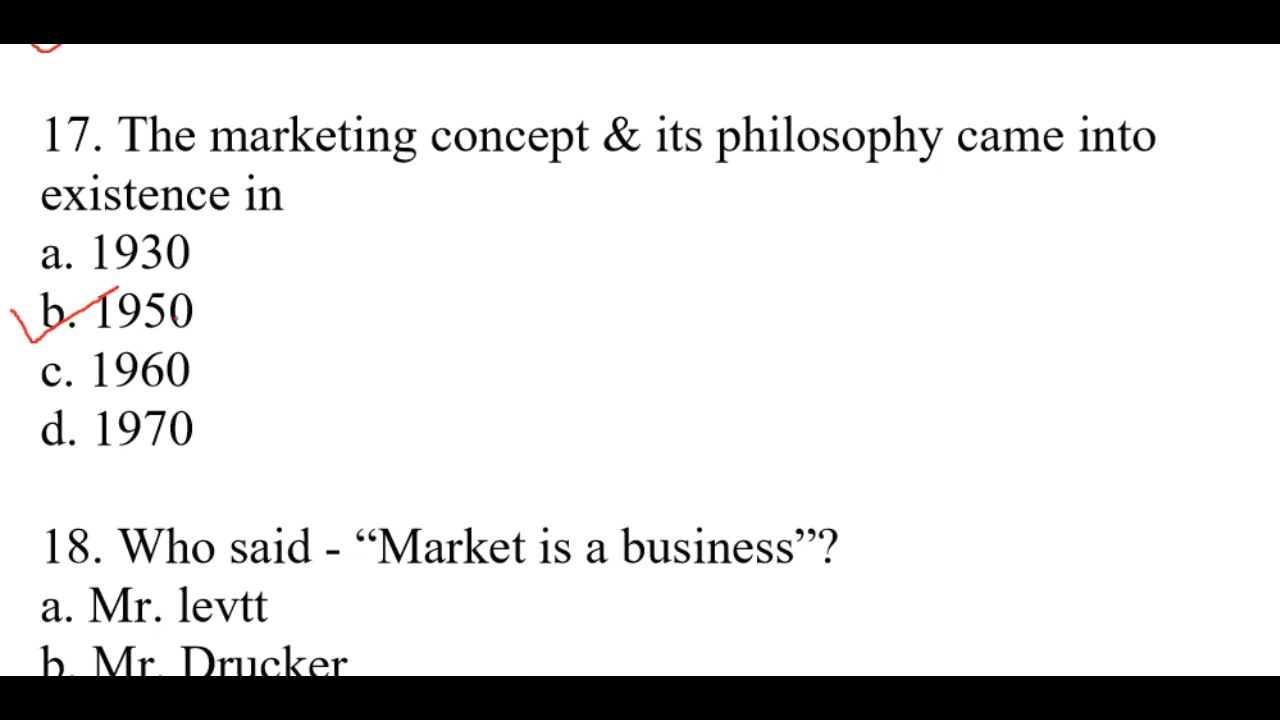 17. The marketing concept & its philosophy came into
existence in
a. 1930
b. 1950
c. 1960
d. 1970
18. Who said - “Market is a business”?
a. Mr. levtt
b. Mr. Drucker